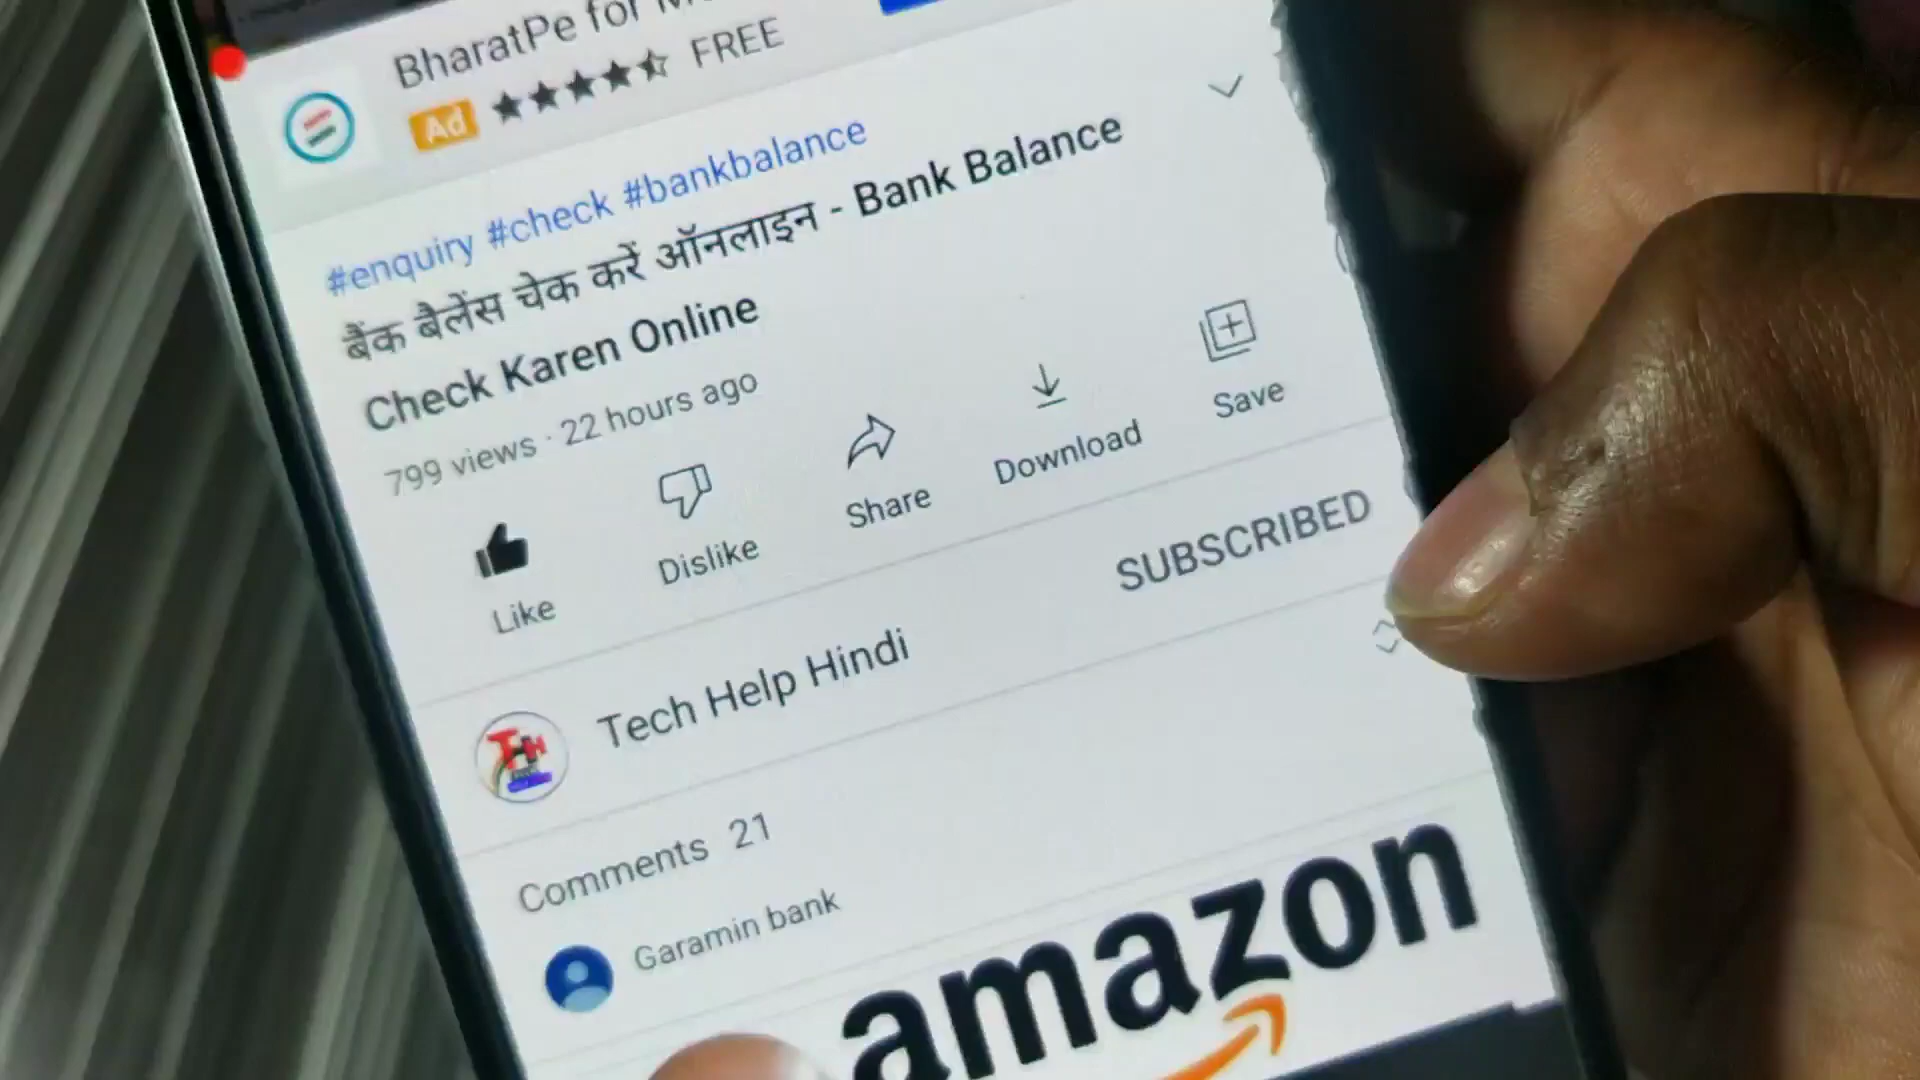 BharatPe for
Ad ★★★★☆ FREE
#enquiry #check #bankbalance
बैंक बैलेंस चेक करें ऑनलाइन - Bank Balance
Check Karen Online
799 views · 22 hours ago
Like
Dislike
Share
Download
Save
Tech Help Hindi
SUBSCRIBED
Comments 21
Garamin bank
amazon